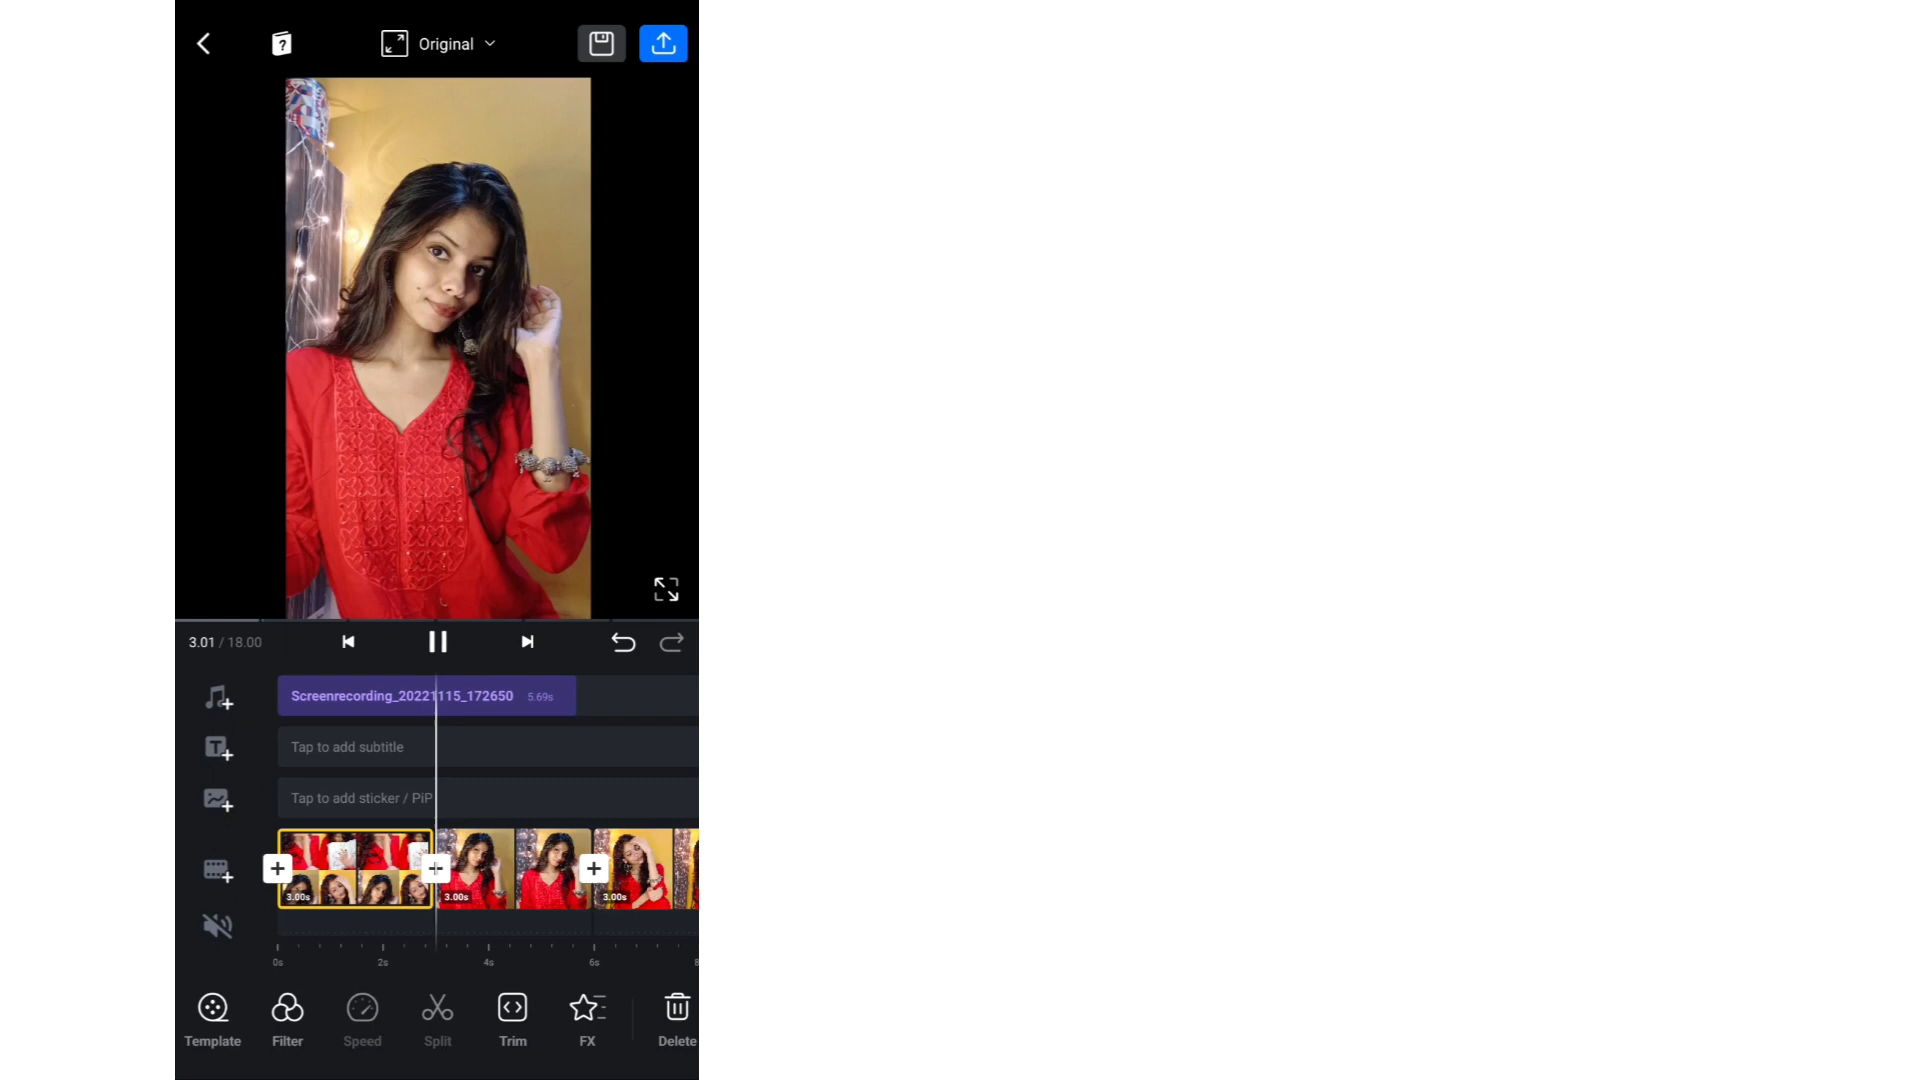 Original
3.01 / 18.00
Screenrecording_20221115_172650 5.69s
Tap to add subtitle
Tap to add sticker / PiP
3.00s 3.00s 3.00s
0s 2s 4s 6s 8
Template Filter Speed Split Trim FX Delete